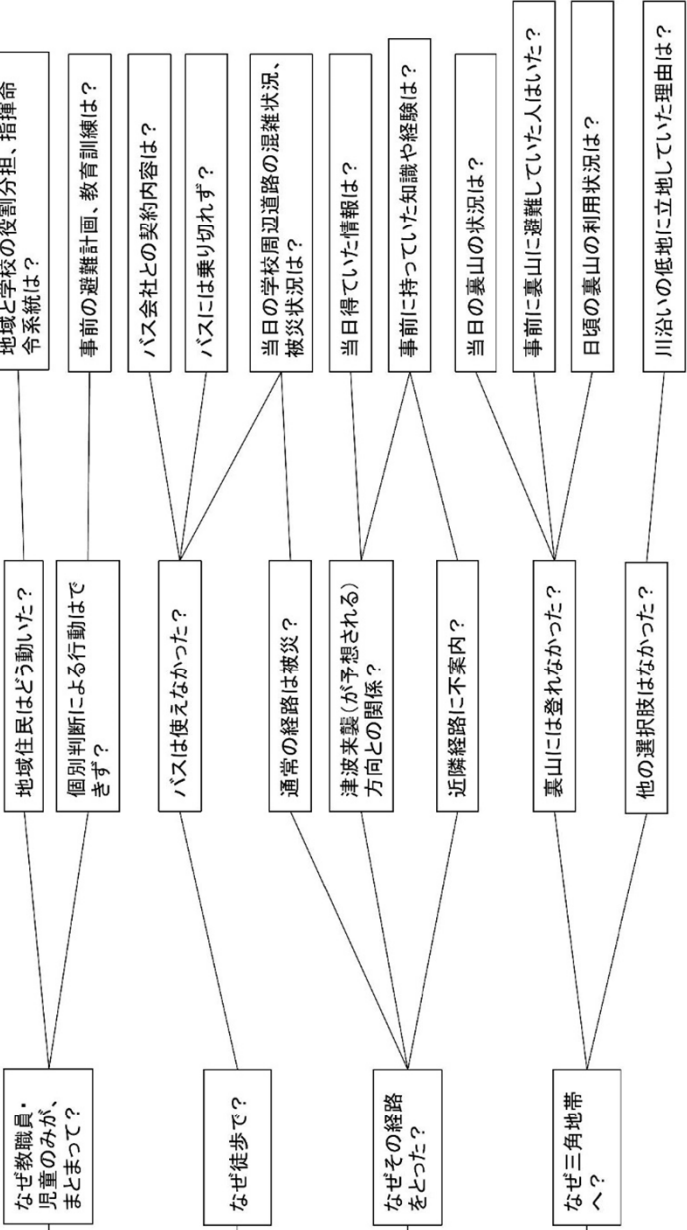 なぜ教職員・
児童のみが、
まとまって？
地域住民はどう動いた？
地域と学校の役割分担、指揮命
令系統は？
個別判断による行動はで
きず？
事前の避難計画、教育訓練は？
なぜ徒歩で？
バスは使えなかった？
バス会社との契約内容は？
バスには乗り切れず？
当日の学校周辺道路の混雑状況、
被災状況は？
なぜその経路
をとった？
通常の経路は被災？
津波来襲（が予想される）
方向との関係？
当日得ていた情報は？
事前に持っていた知識や経験は？
近隣経路に不案内？
なぜ三角地帯
へ？
裏山には登れなかった？
当日の裏山の状況は？
事前に裏山に避難していた人はいた？
日頃の裏山の利用状況は？
他の選択肢はなかった？
川沿いの低地に立地していた理由は？